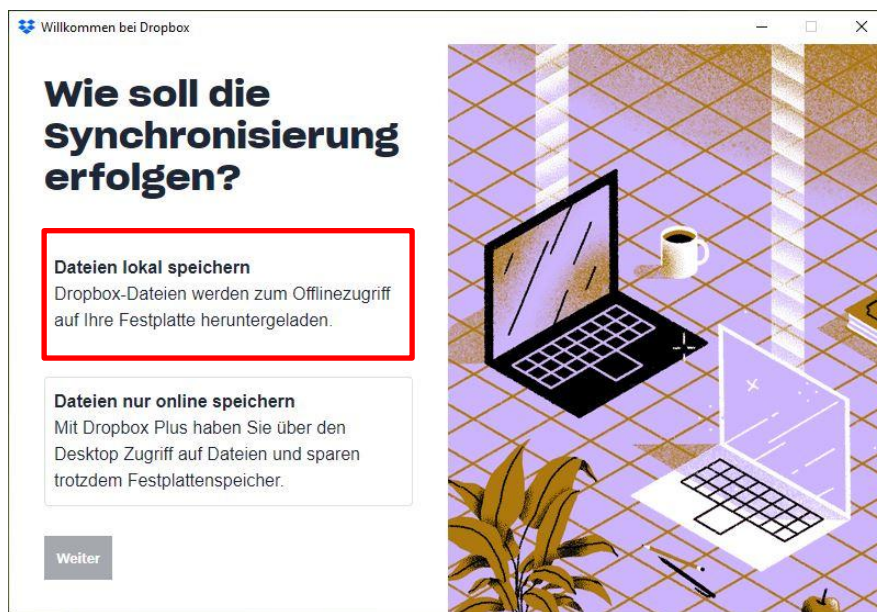 Willkommen bei Dropbox
Wie soll die
Synchronisierung
erfolgen?
Dateien lokal speichern
Dropbox-Dateien werden zum Offlinezugriff
auf Ihre Festplatte heruntergeladen.
Dateien nur online speichern
Mit Dropbox Plus haben Sie über den
Desktop Zugriff auf Dateien und sparen
trotzdem Festplattenspeicher.
Weiter